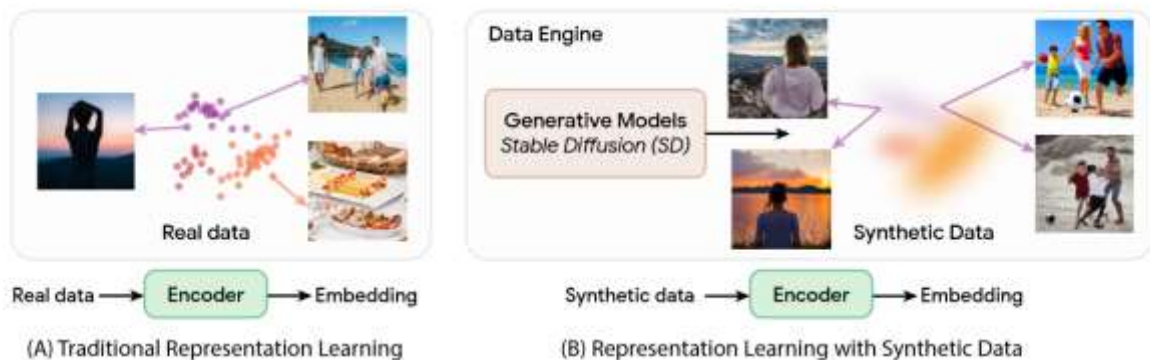 Real data
Real data Encoder Embedding
(A) Traditional Representation Learning
Data Engine
Generative Models
Stable Diffusion (SD)
Synthetic Data
Synthetic data Encoder Embedding
(B) Representation Learning with Synthetic Data